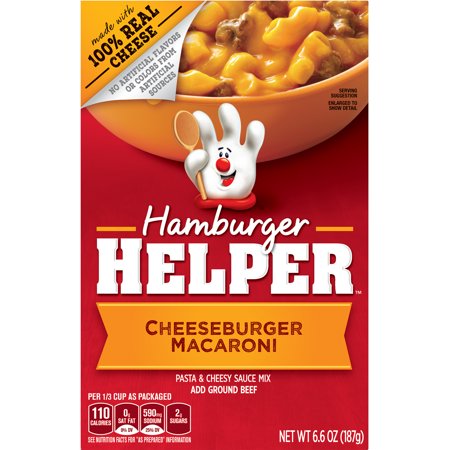 made with
100% REAL
CHEESE
NO ARTIFICIAL FLAVORS
OR COLORS FROM
ARTIFICIAL
SOURCES
SERVING
SUGGESTION
ENLARGED TO
SHOW DETAIL
Hamburger
HELPER™
CHEESEBURGER
MACARONI
PASTA & CHEESY SAUCE MIX
ADD GROUND BEEF
PER 1/3 CUP AS PACKAGED
110
CALORIES
0g
SAT FAT
0% DV
590mg
SODIUM
25% DV
2g
SUGARS
SEE NUTRITION FACTS FOR "AS PREPARED" INFORMATION
NET WT 6.6 OZ (187g)